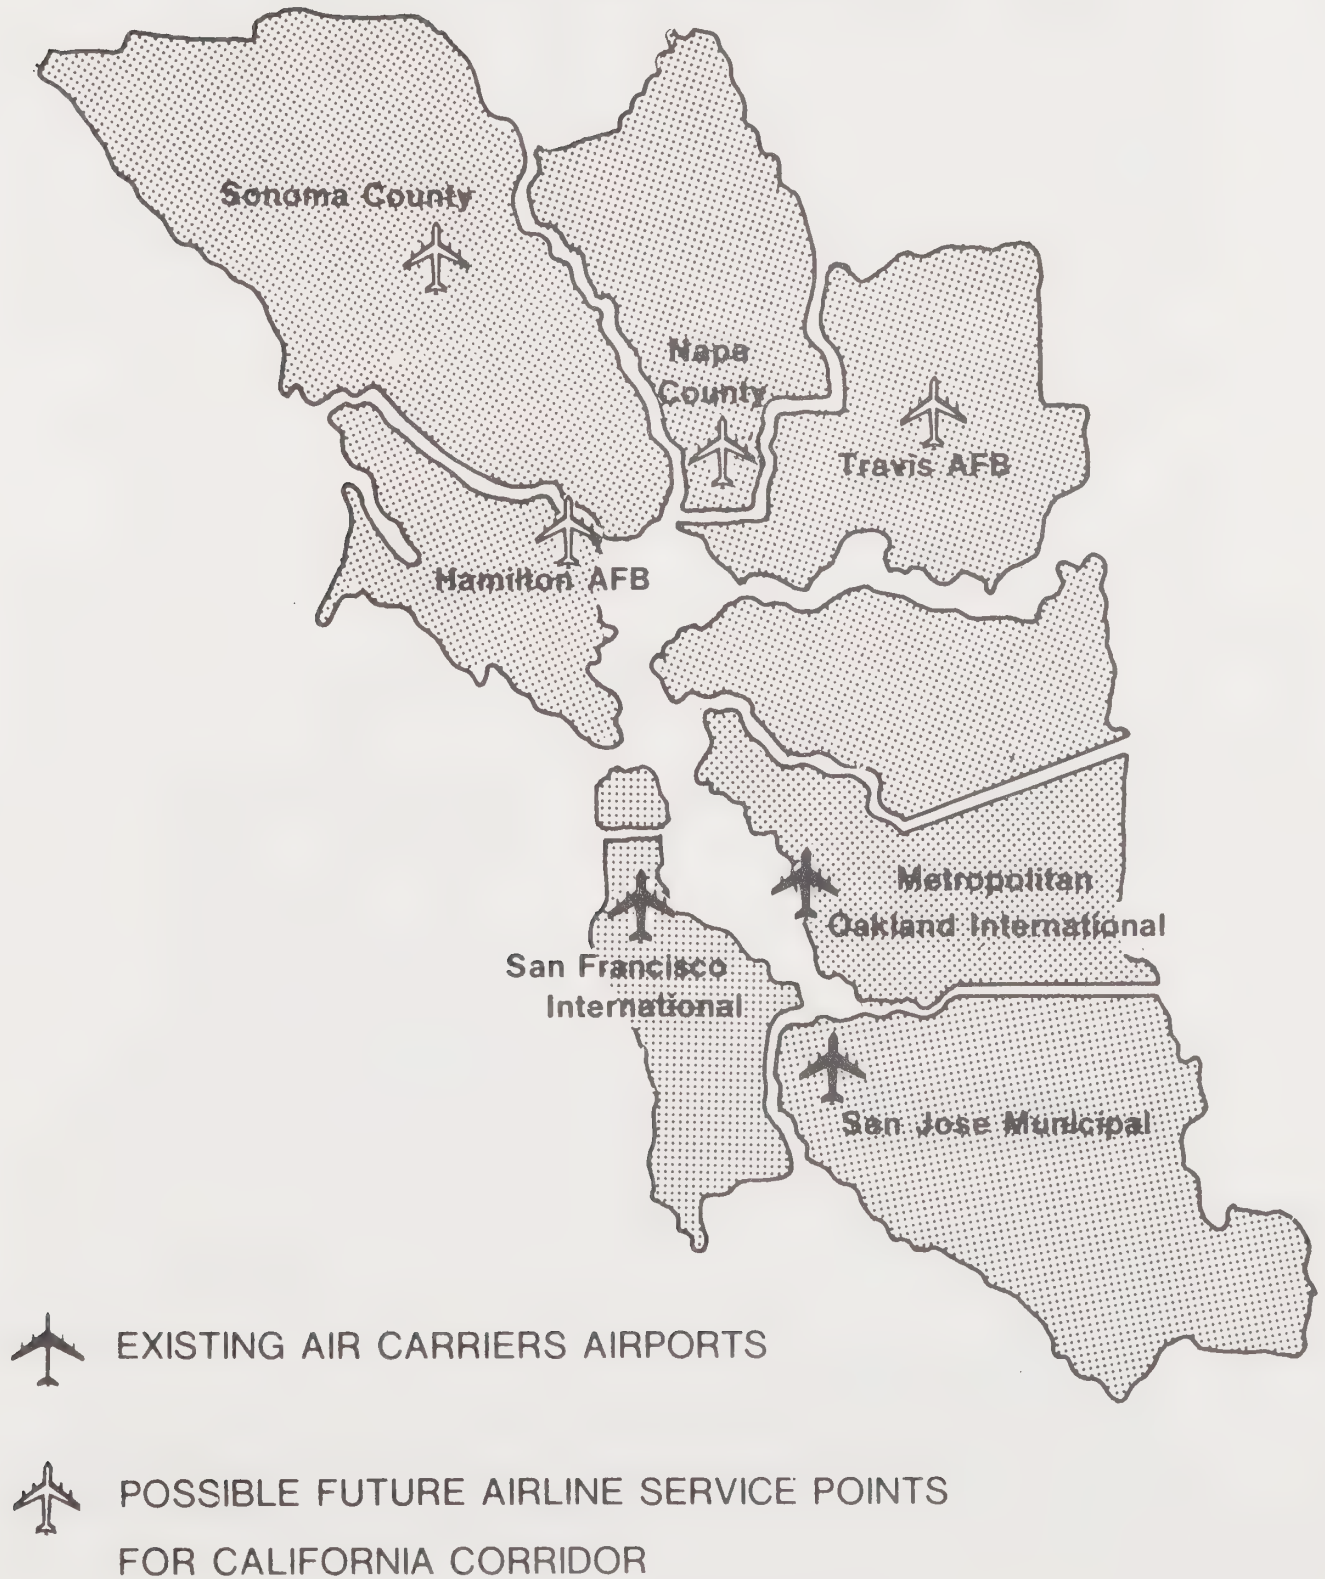 Sonoma County
Napa
County
Travis AFB
Hamilton AFB
Metropolitan
Oakland International
San Francisco
International
San Jose Municipal
EXISTING AIR CARRIERS AIRPORTS
POSSIBLE FUTURE AIRLINE SERVICE POINTS
FOR CALIFORNIA CORRIDOR